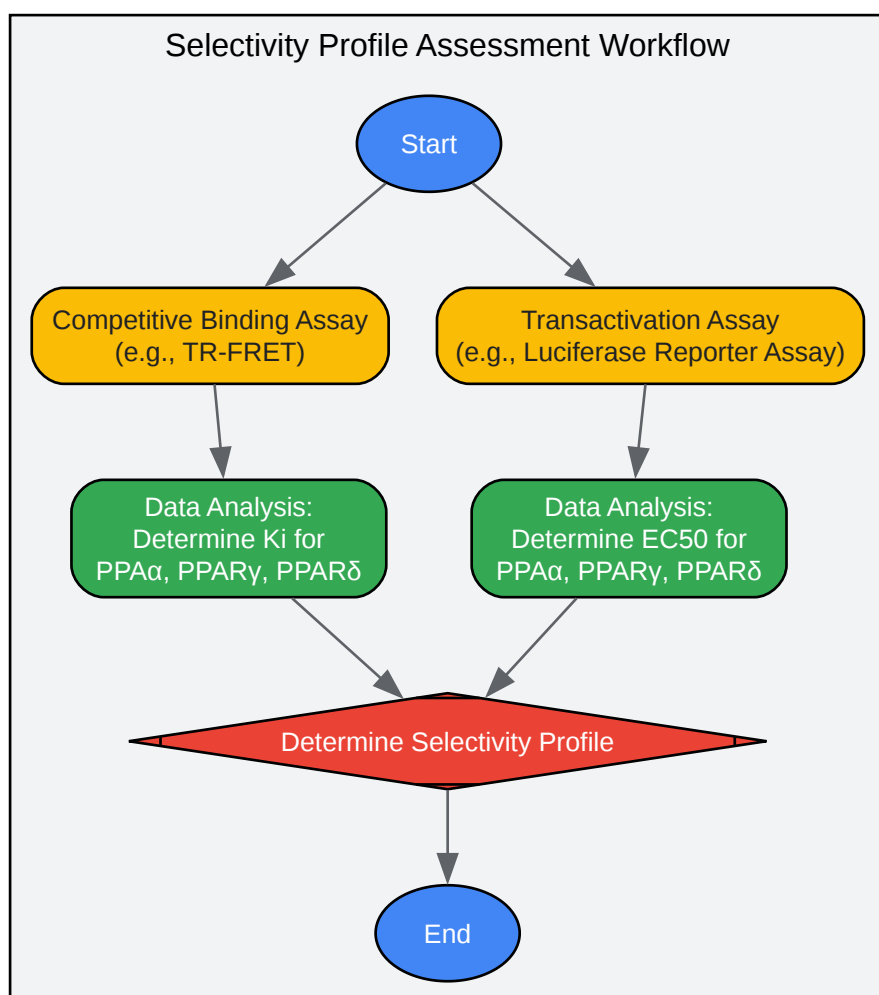 Selectivity Profile Assessment Workflow
Start
Competitive Binding Assay
(e.g., TR-FRET)
Transactivation Assay
(e.g., Luciferase Reporter Assay)
Data Analysis:
Determine Ki for
PPAα, PPARγ, PPARδ
Data Analysis:
Determine EC50 for
PPAα, PPARγ, PPARδ
Determine Selectivity Profile
End